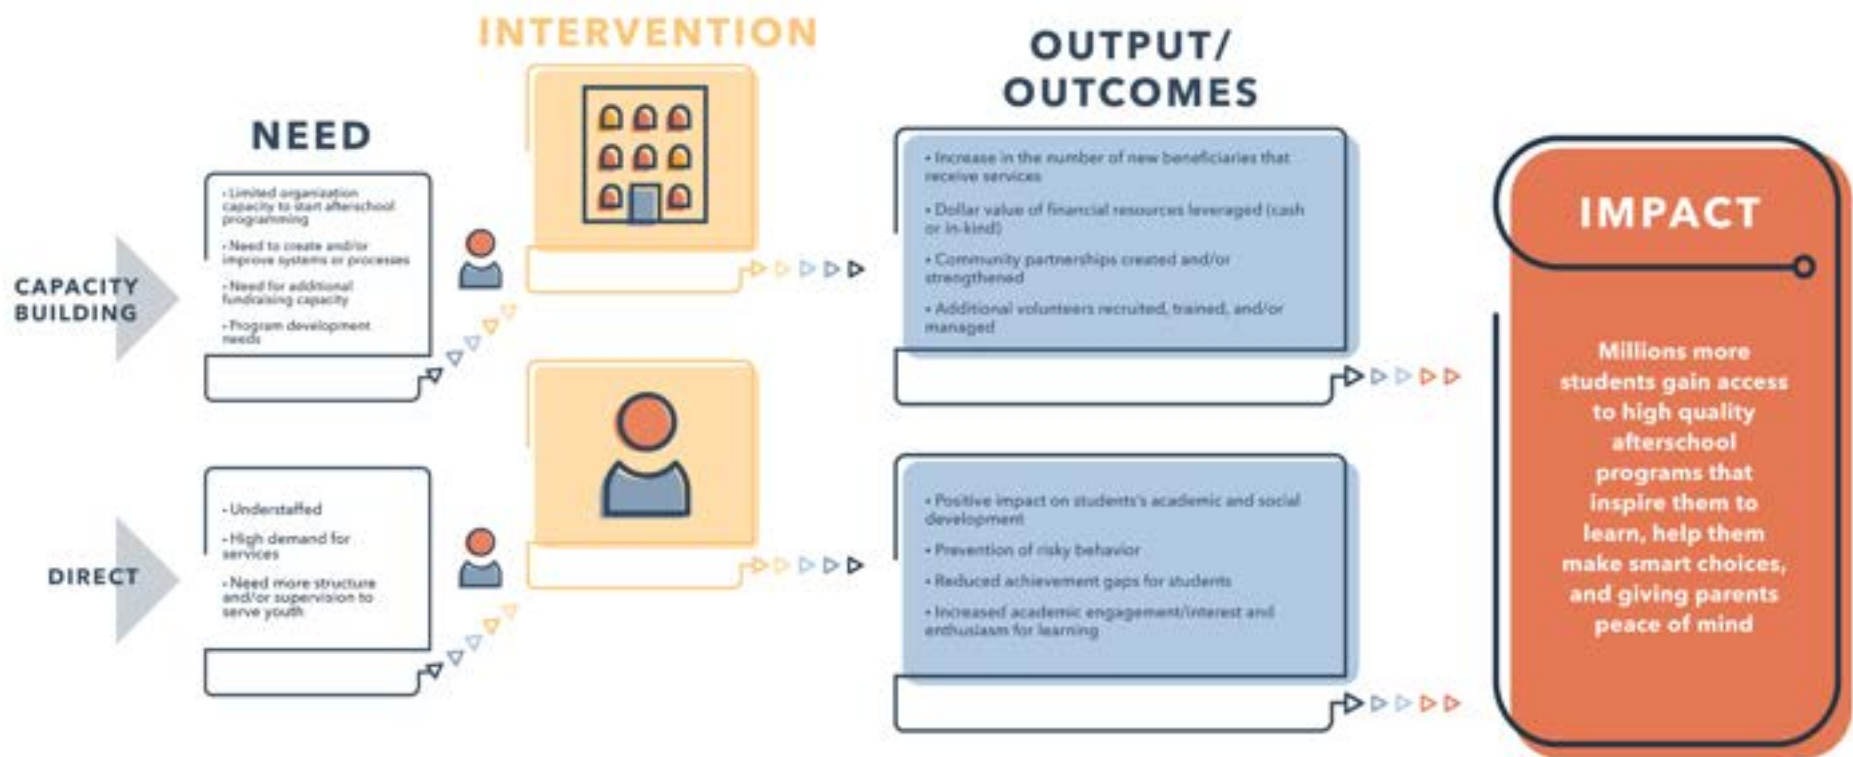 INTERVENTION
NEED
OUTPUT/
OUTCOMES
CAPACITY
BUILDING
• Limited organization
capacity to start afterschool
programming
• Need to create and/or
improve systems or processes
• Need for additional
fundraising capacity
• Program development
needs
• Increase in the number of new beneficiaries that
receive services
• Dollar value of financial resources leveraged (cash
or in-kind)
• Community partnerships created and/or
strengthened
• Additional volunteers recruited, trained, and/or
managed
DIRECT
• Understaffed
• High demand for
services
• Need more structure
and/or supervision to
serve youth
• Positive impact on students's academic and social
development
• Prevention of risky behavior
• Reduced achievement gaps for students
• Increased academic engagement/interest and
enthusiasm for learning
IMPACT
Millions more
students gain access
to high quality
afterschool
programs that
inspire them to
learn, help them
make smart choices,
and giving parents
peace of mind